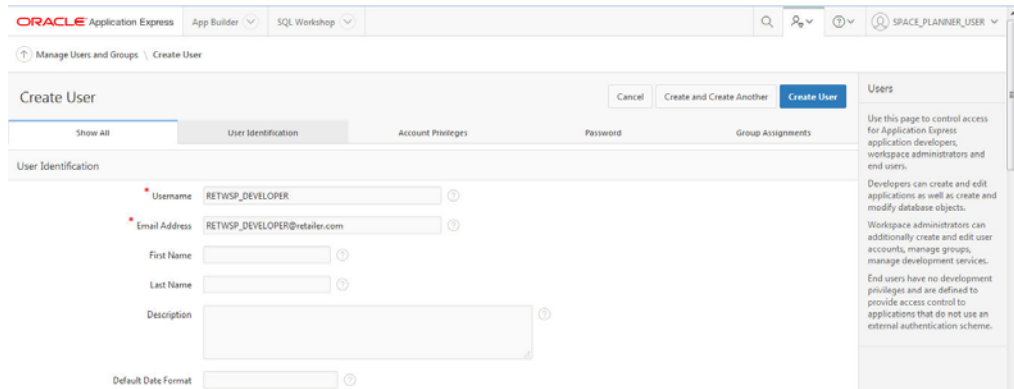 ORACLE Application Express App Builder SQL Workshop SPACE_PLANNER_USER
Manage Users and Groups \ Create User
Create User Cancel Create and Create Another Create User
Show All User Identification Account Privileges Password Group Assignments
User Identification
* Username RETWSP_DEVELOPER
* Email Address RETWSP_DEVELOPER@retailer.com
First Name
Last Name
Description
Default Date Format
Users
Use this page to control access
for Application Express
application developers,
workspace administrators and
end users.
Developers can create and edit
applications as well as create and
modify database objects.
Workspace administrators can
additionally create and edit user
accounts, manage groups,
manage development services.
End users have no development
privileges and are defined to
provide access control to
applications that do not use an
external authentication scheme.